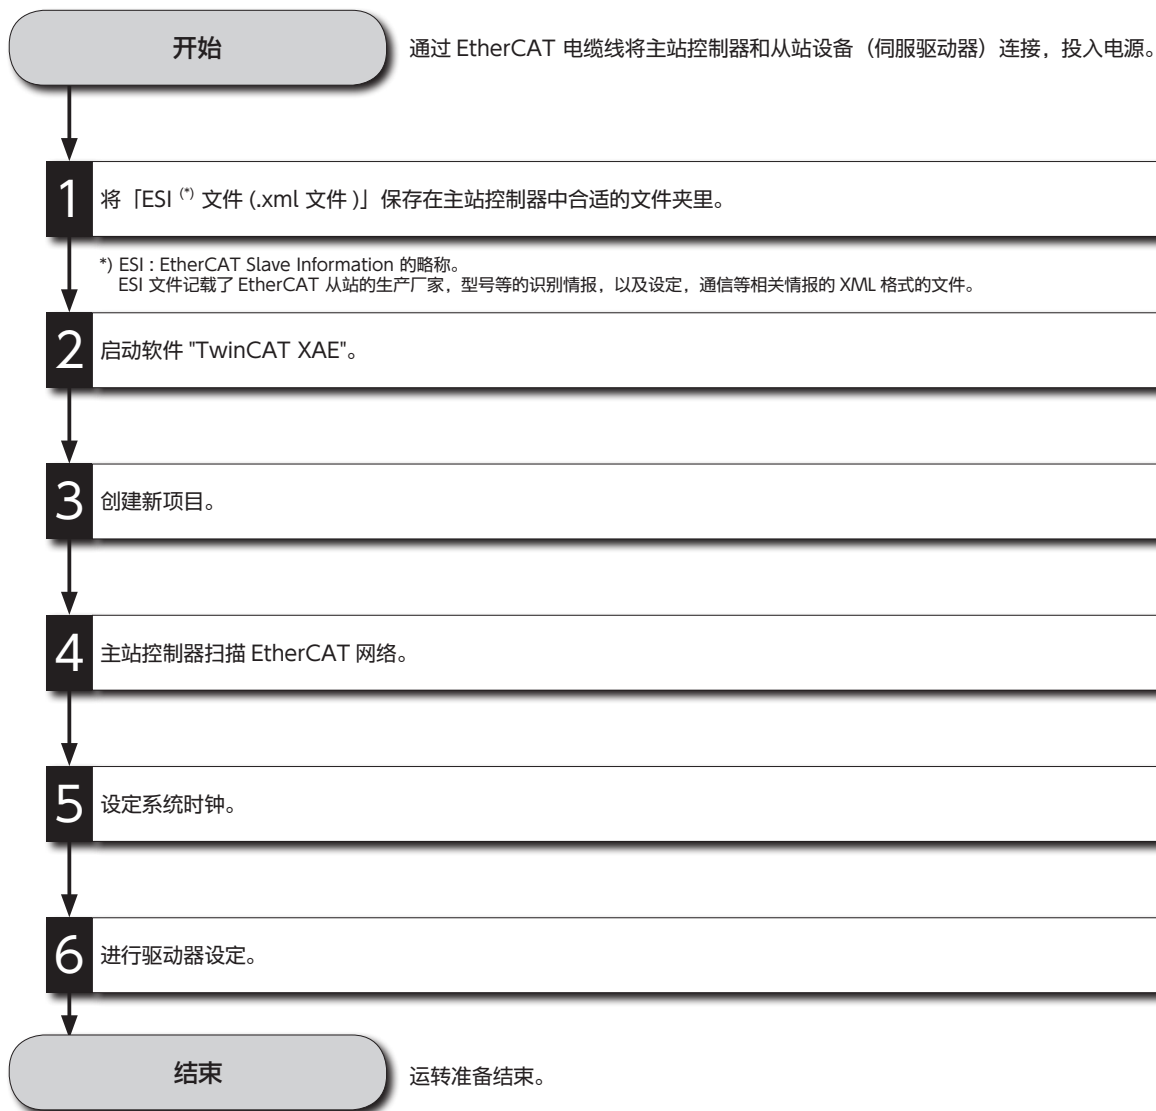 开始
通过 EtherCAT 电缆线将主站控制器和从站设备（伺服驱动器）连接，投入电源。
1
将「ESI (*) 文件 (.xml 文件 )」保存在主站控制器中合适的文件夹里。
*) ESI : EtherCAT Slave Information 的略称。
ESI 文件记载了 EtherCAT 从站的生产厂家，型号等的识别情报，以及设定，通信等相关情报的 XML 格式的文件。
2
启动软件 "TwinCAT XAE"。
3
创建新项目。
4
主站控制器扫描 EtherCAT 网络。
5
设定系统时钟。
6
进行驱动器设定。
结束
运转准备结束。